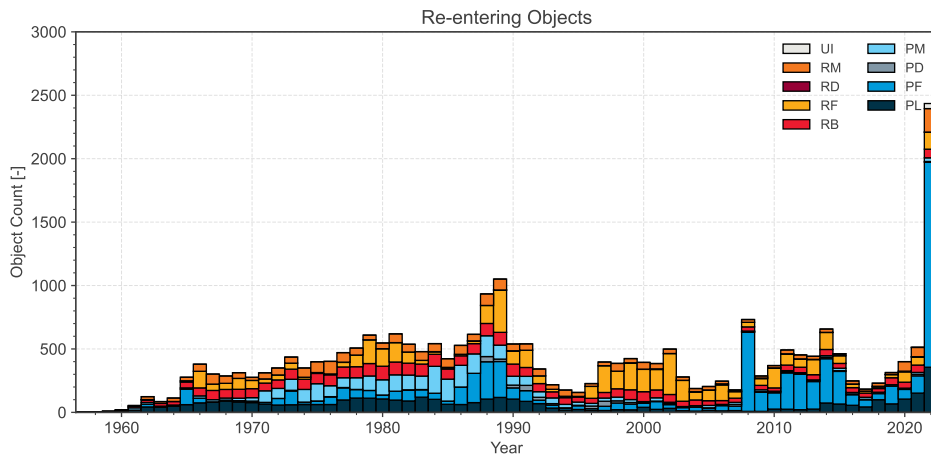 Re-entering Objects
3000
2500
2000
1500
1000
500
0
Object Count [-]
UI
RM
RD
RF
RB
PM
PD
PF
PL
1960
1970
1980
1990
2000
2010
2020
Year